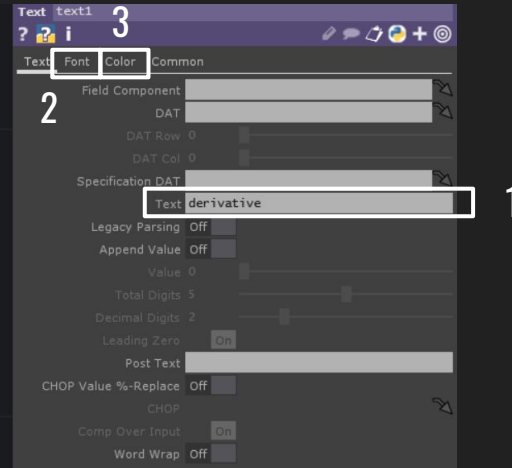 Text text1
3
? ? i
Text Font Color Common
2
Field Component
DAT
DAT Row 0
DAT Col 0
Specification DAT
Text derivative
1
Legacy Parsing Off
Append Value Off
Value 0
Total Digits 5
Decimal Digits 2
Leading Zero On
Post Text
CHOP Value %-Replace Off
CHOP
Comp Over Input On
Word Wrap Off